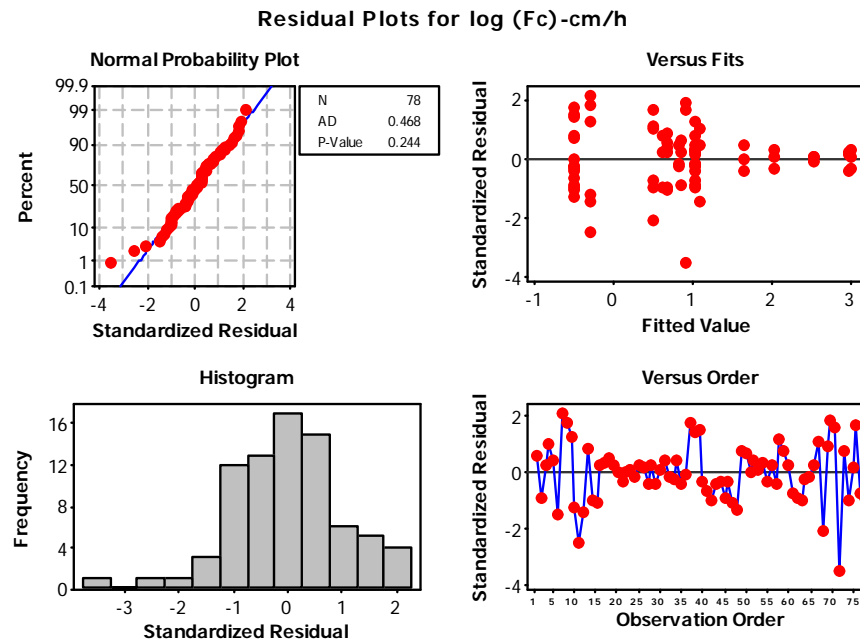 Residual Plots for log (Fc)-cm/h
Normal Probability Plot
99.9
99
90
50
10
1
0.1
Percent
-4 -2 0 2 4
Standardized Residual
N 78
AD 0.468
P-Value 0.244
Versus Fits
2
0
-2
-4
Standardized Residual
-1 0 1 2 3
Fitted Value
Histogram
16
12
8
4
0
Frequency
-3 -2 -1 0 1 2
Standardized Residual
Versus Order
2
0
-2
-4
Standardized Residual
1 5 10 15 20 25 30 35 40 45 50 55 60 65 70 75
Observation Order